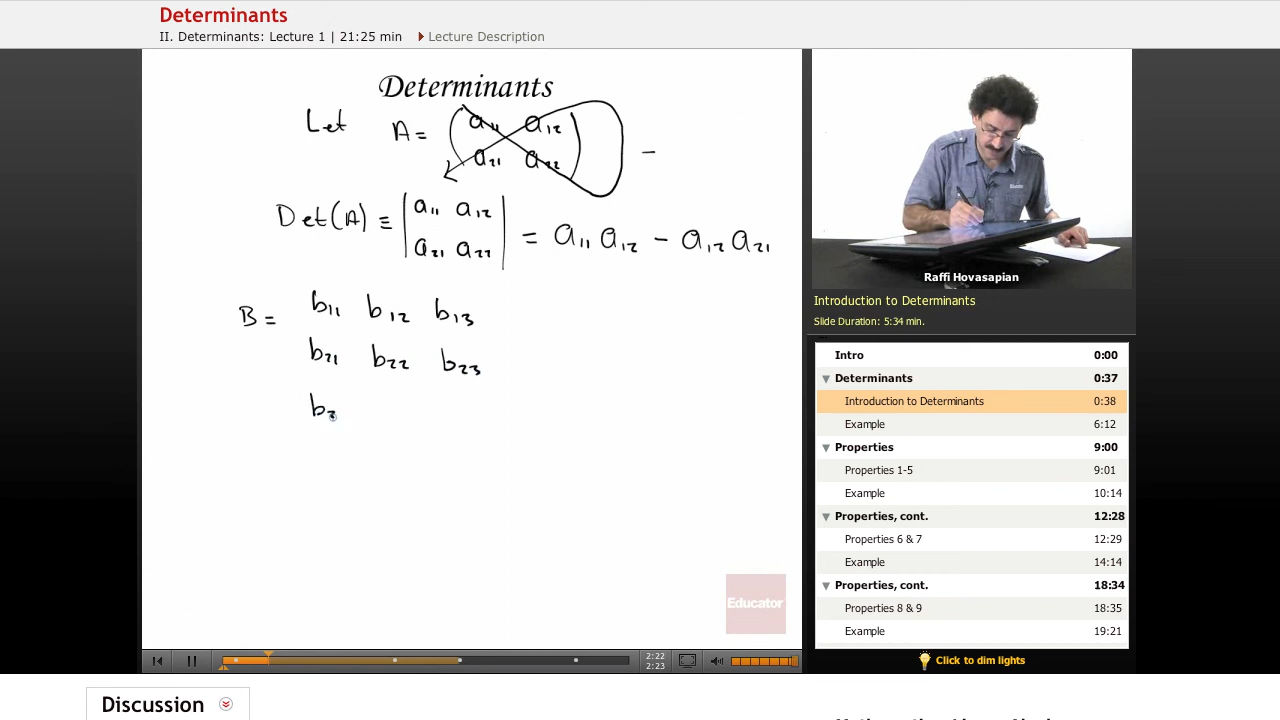 Determinants
II. Determinants: Lecture 1 | 21:25 min
Lecture Description
Determinants
Let A = a11 a12
a21 a22 –
Det(A) ≡ |a11 a12
a21 a22| = a11 a12 – a12 a21
B = b11 b12 b13
b21 b22 b23
b3
Educator
Raffi Hovasapian
Introduction to Determinants
Slide Duration: 5:34 min.
Intro 0:00
Determinants 0:37
Introduction to Determinants 0:38
Example 6:12
Properties 9:00
Properties 1-5 9:01
Example 10:14
Properties, cont. 12:28
Properties 6 & 7 12:29
Example 14:14
Properties, cont. 18:34
Properties 8 & 9 18:35
Example 19:21
2:22
2:23
Click to dim lights
Discussion